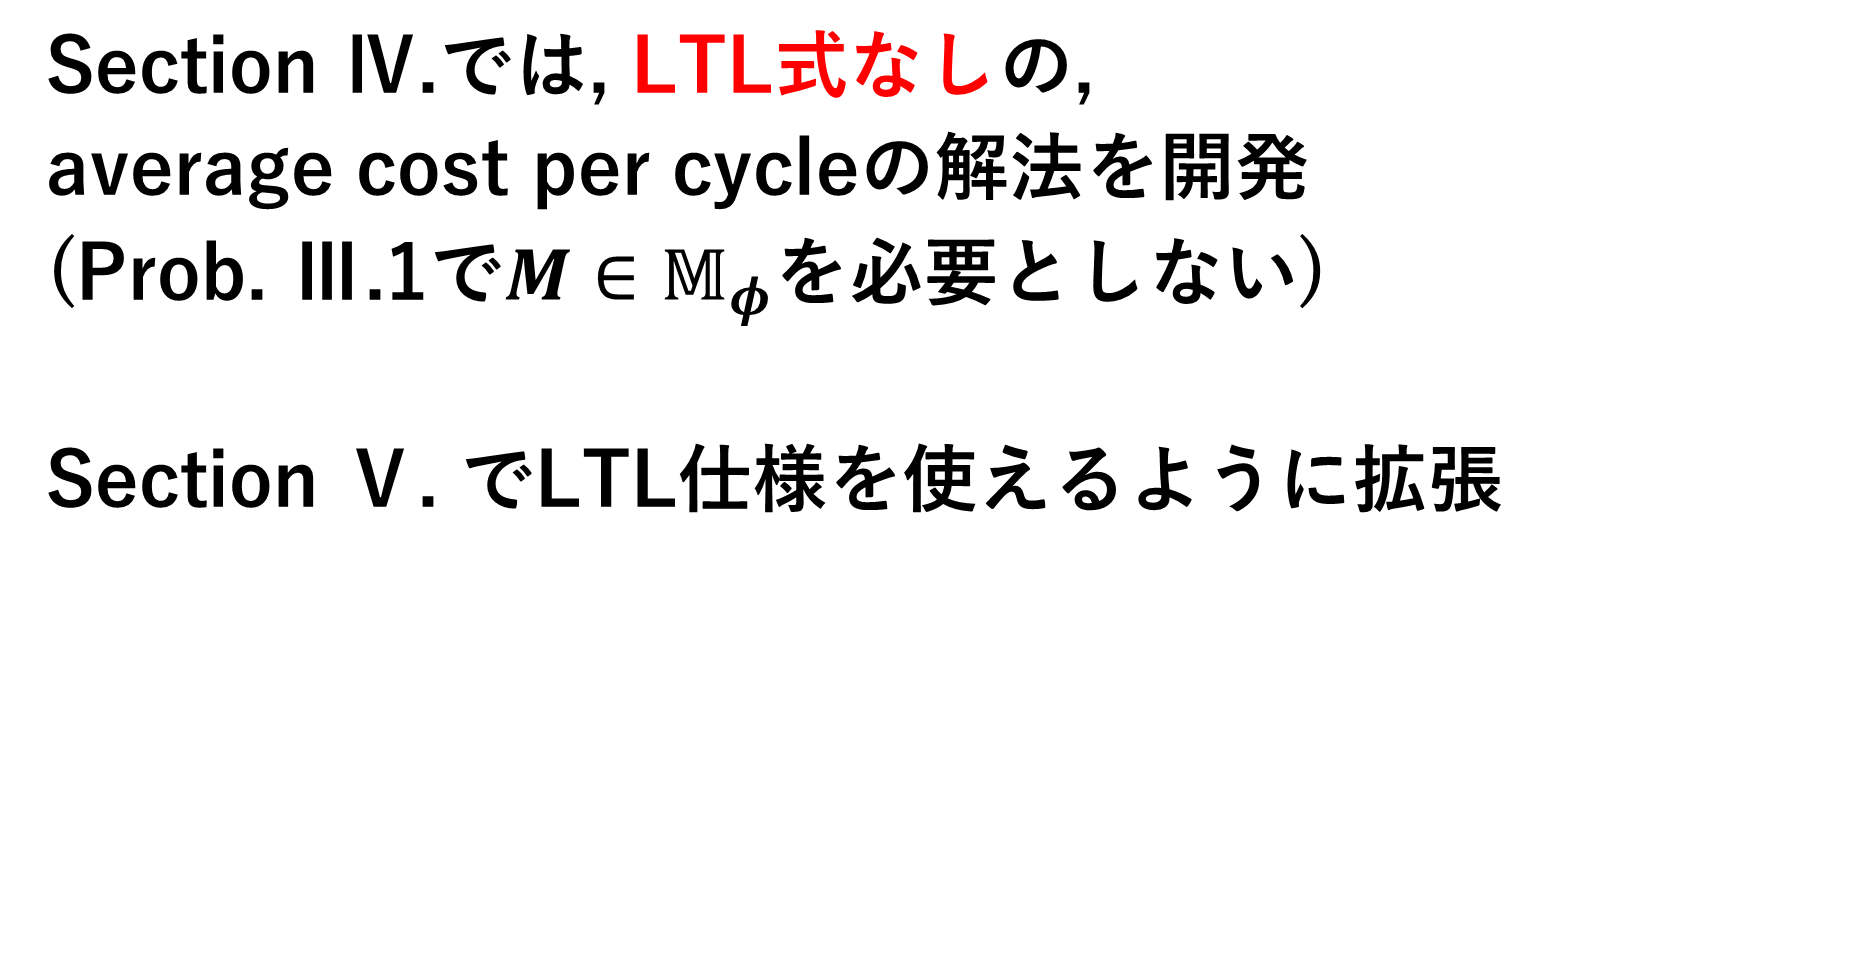 Section Ⅳ.では, LTL式なしの,
average cost per cycleの解法を開発
(Prob. Ⅲ.1で𝑴 ∈ 𝕄𝝓を必要としない)
Section Ⅴ. でLTL仕様を使えるように拡張